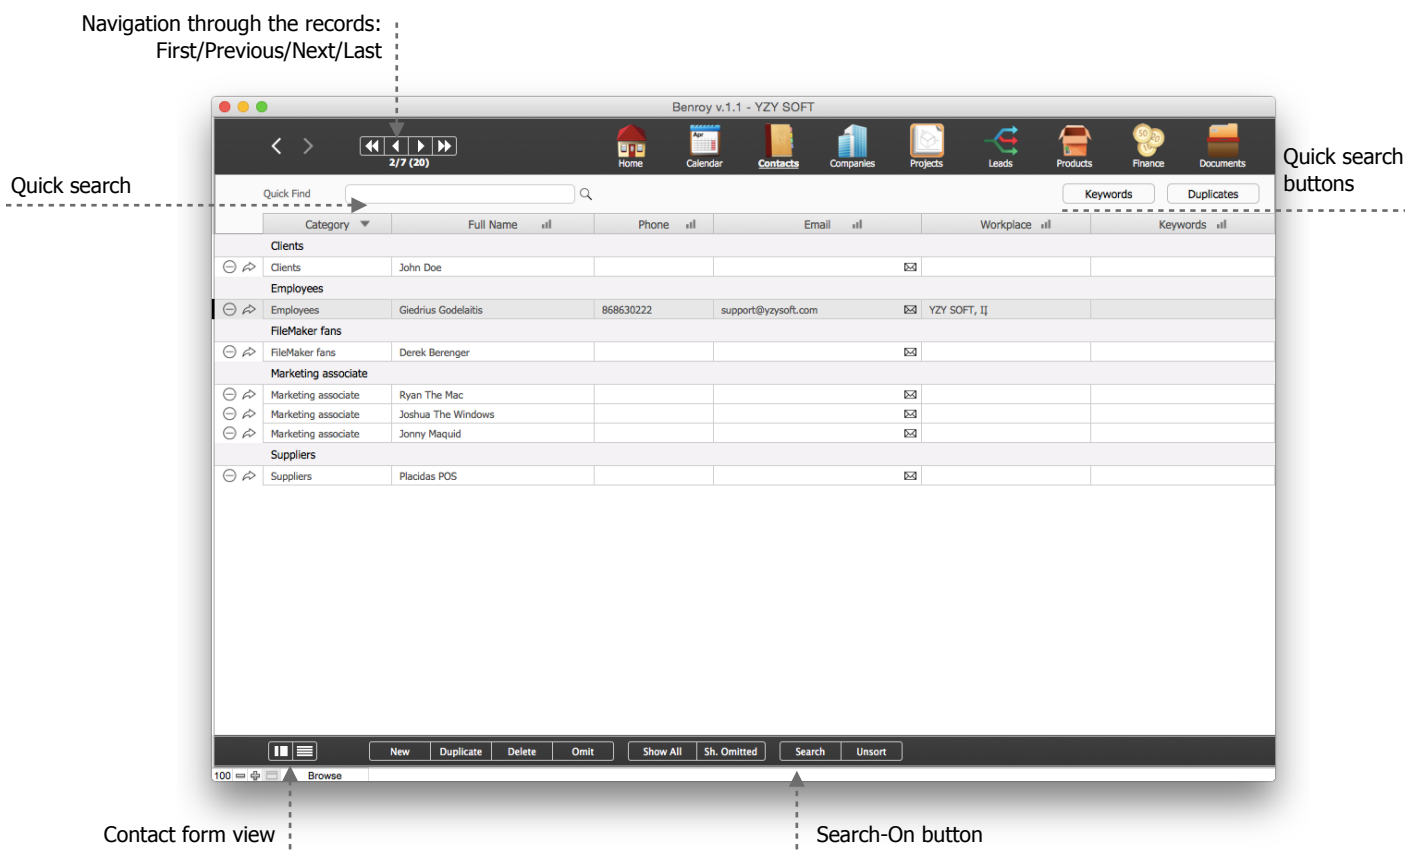 Navigation through the records:
First/Previous/Next/Last
Benroy v.1.1 - YZY SOFT
2/7 (20)
Home Calendar Contacts Companies Projects Leads Products Finance Documents
Apr
50 20
Quick search
Quick search
buttons
Quick Find
Keywords Duplicates
Category Full Name Phone Email Workplace Keywords
Clients
Clients John Doe
Employees
Employees Giedrius Godelaitis 868630222 support@yzysoft.com YZY SOFT, IĮ
FileMaker fans
FileMaker fans Derek Berenger
Marketing associate
Marketing associate Ryan The Mac
Marketing associate Joshua The Windows
Marketing associate Jonny Maquid
Suppliers
Suppliers Placidas POS
New Duplicate Delete Omit Show All Sh. Omitted Search Unsort
100 Browse
Contact form view
Search-On button